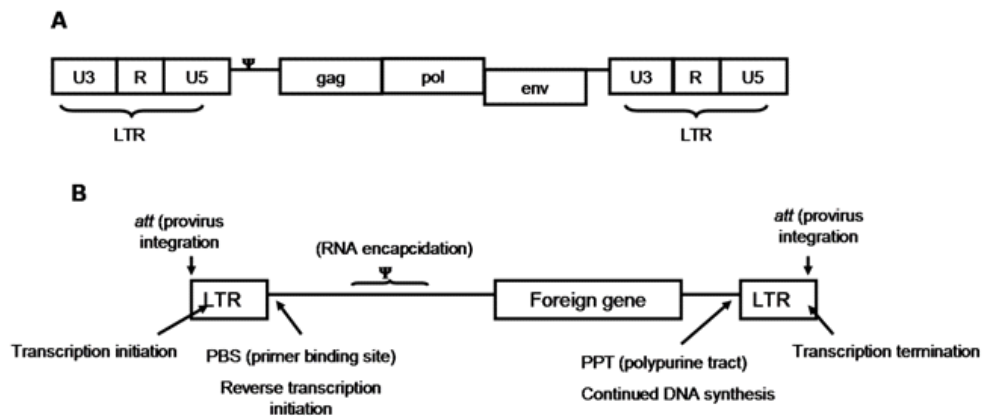 A
U3 R U5 Ψ gag pol env U3 R U5
LTR LTR
B
att (provirus
integration
att (provirus
integration
(RNA encapcidation)
Ψ
LTR Foreign gene LTR
Transcription initiation
PBS (primer binding site)
Reverse transcription
initiation
PPT (polypurine tract)
Continued DNA synthesis
Transcription termination